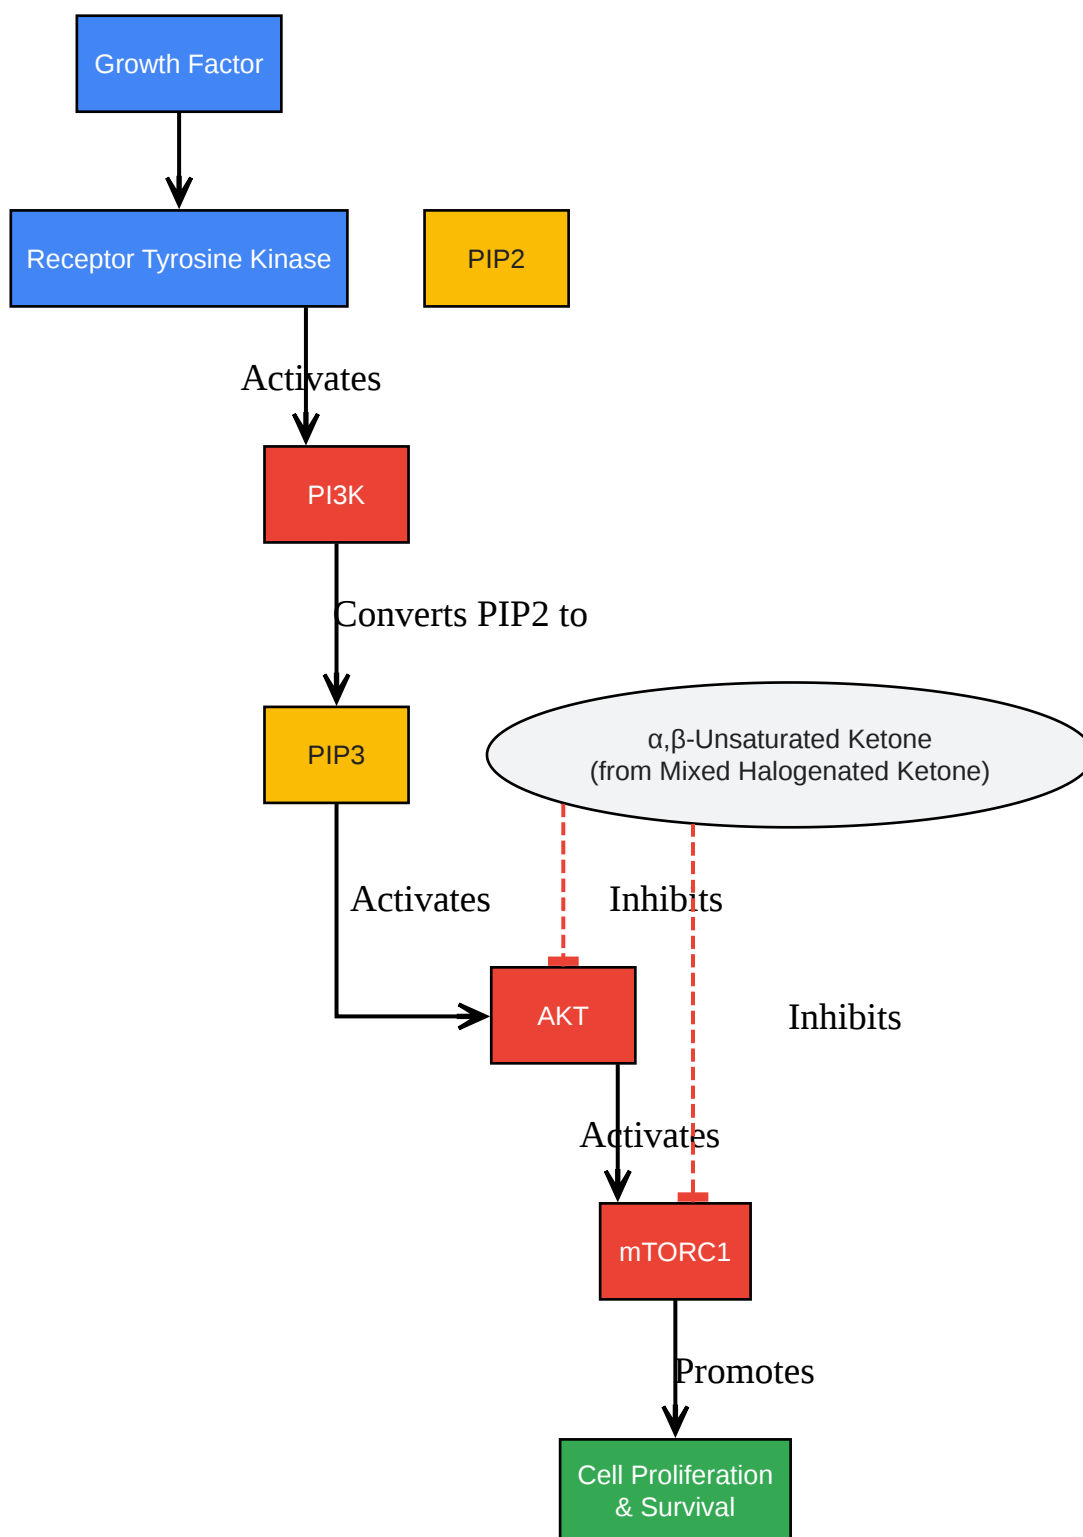 Growth Factor
Receptor Tyrosine Kinase
PIP2
Activates
PI3K
Converts PIP2 to
PIP3
α,β-Unsaturated Ketone
(from Mixed Halogenated Ketone)
Activates
Inhibits
AKT
Inhibits
Activates
mTORC1
Promotes
Cell Proliferation
& Survival